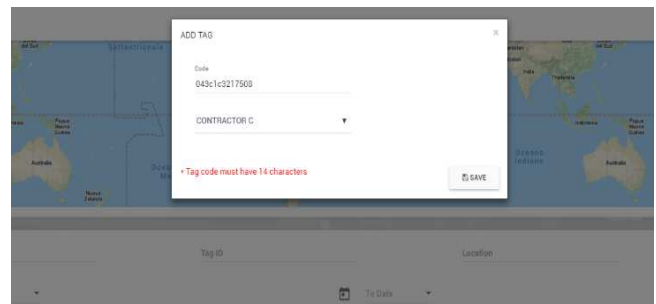 ADD TAG
×
Code
043c1c3217508
CONTRACTOR C
* Tag code must have 14 characters
SAVE
Australia
Australia
Tag ID
Location
To Date